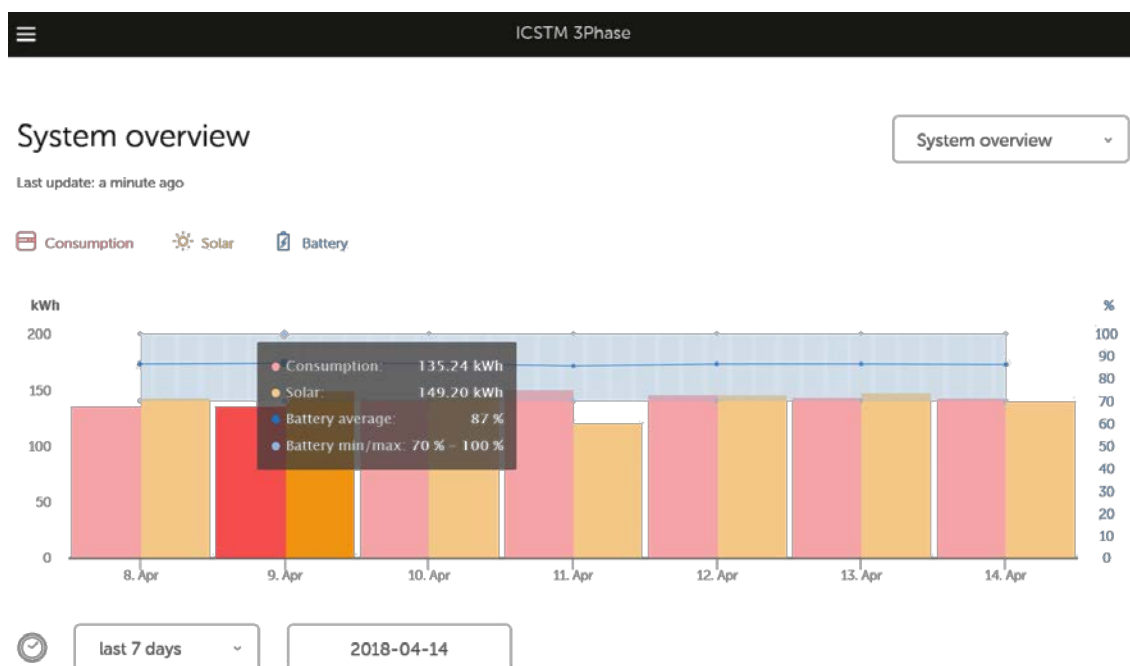 ICSTM 3Phase
System overview
System overview
Last update: a minute ago
Consumption Solar Battery
kWh %
200 100
90
80
150
70
60
100 50
40
50 30
20
10
0 0
Consumption: 135.24 kWh
Solar: 149.20 kWh
Battery average: 87 %
Battery min/max: 70 % - 100 %
8. Apr 9. Apr 10. Apr 11. Apr 12. Apr 13. Apr 14. Apr
last 7 days 2018-04-14